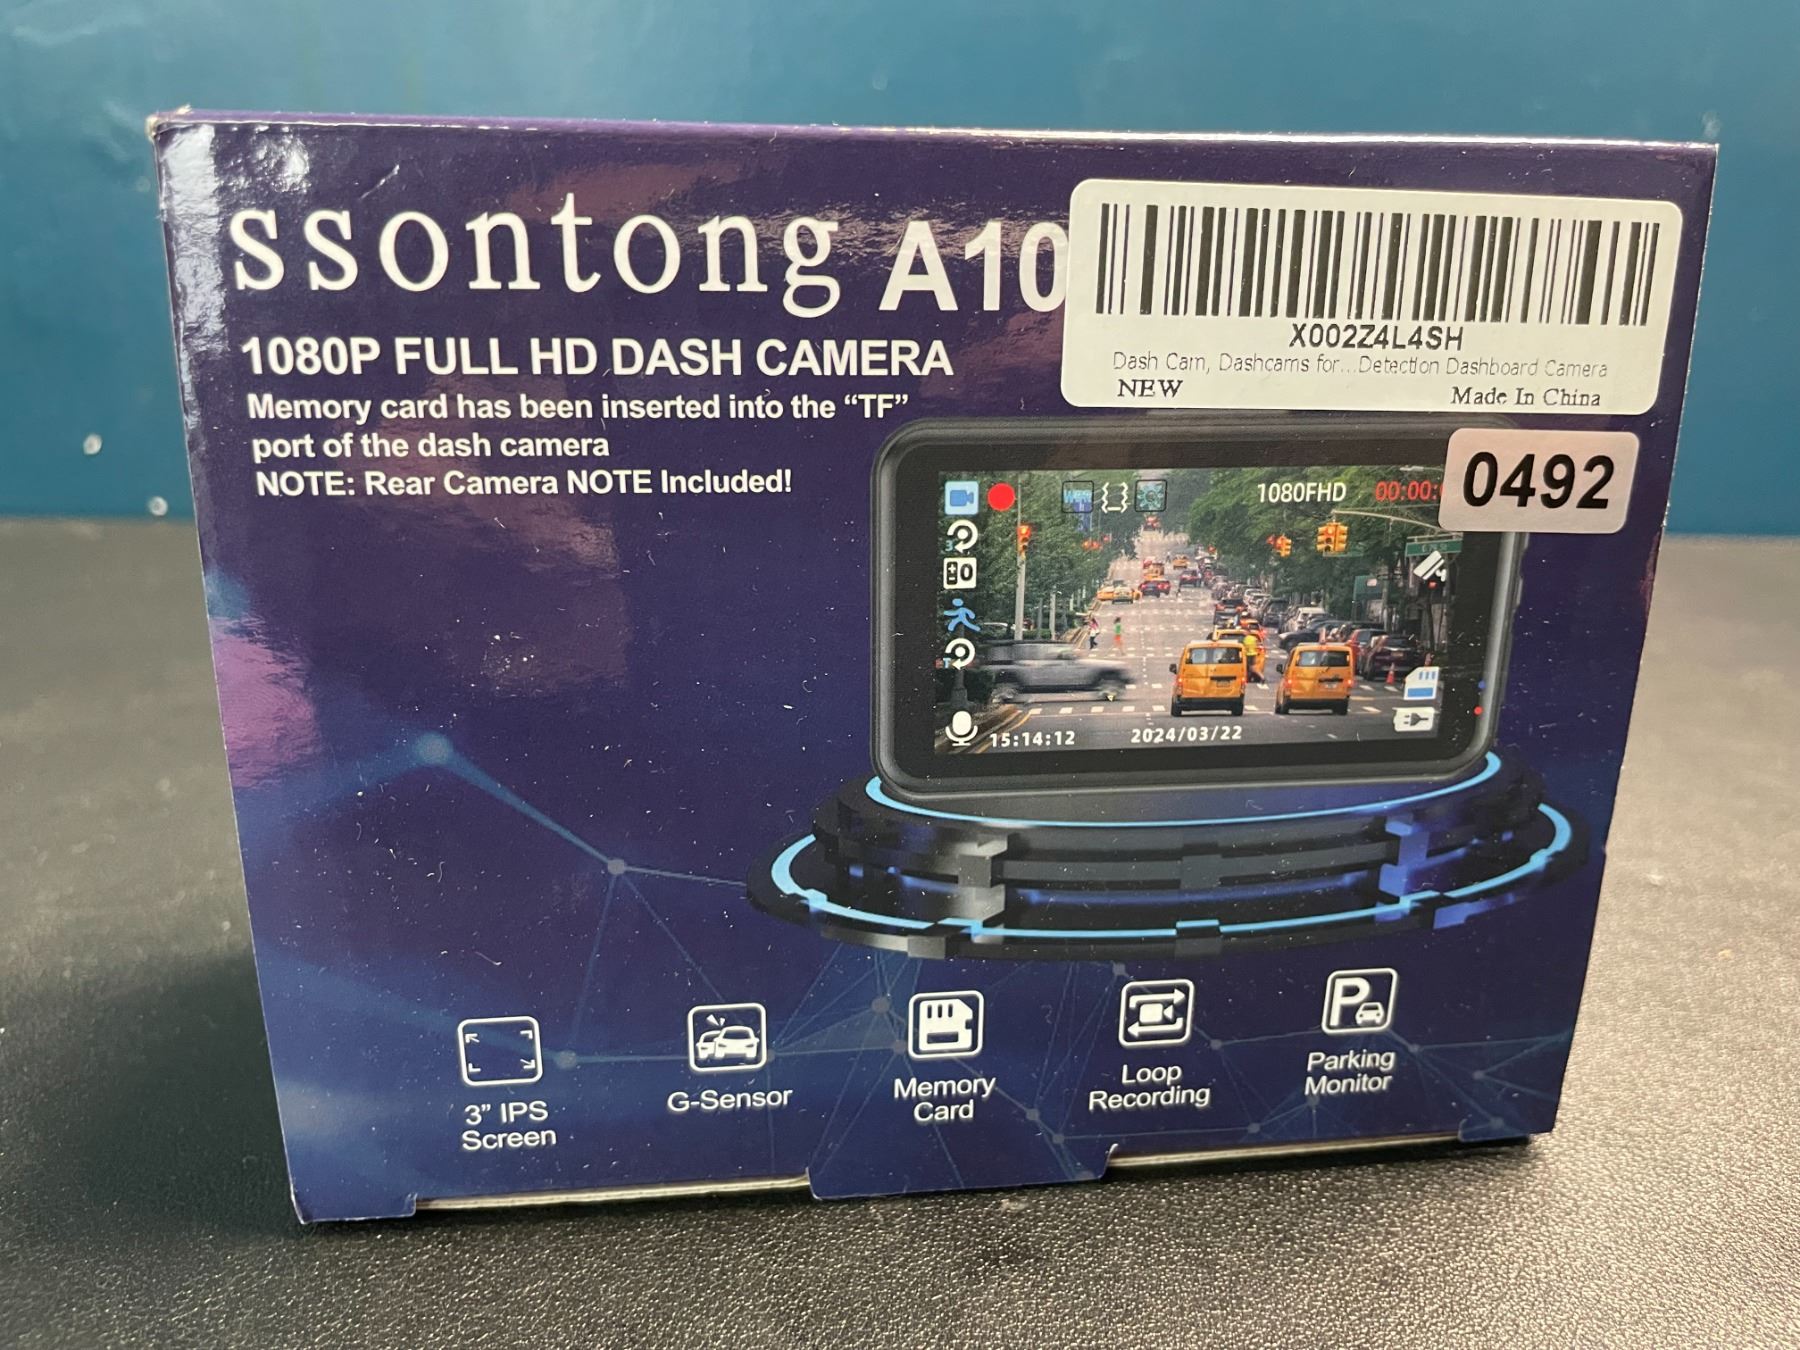 ssontong A10
1080P FULL HD DASH CAMERA
Memory card has been inserted into the “TF”
port of the dash camera
NOTE: Rear Camera NOTE Included!
X002Z4L4SH
Dash Cam, Dashcams for...Detection Dashboard Camera
NEW Made In China
0492
1080FHD 00:00:
15:14:12 2024/03/22
3” IPS
Screen
G-Sensor
Memory
Card
Loop
Recording
Parking
Monitor